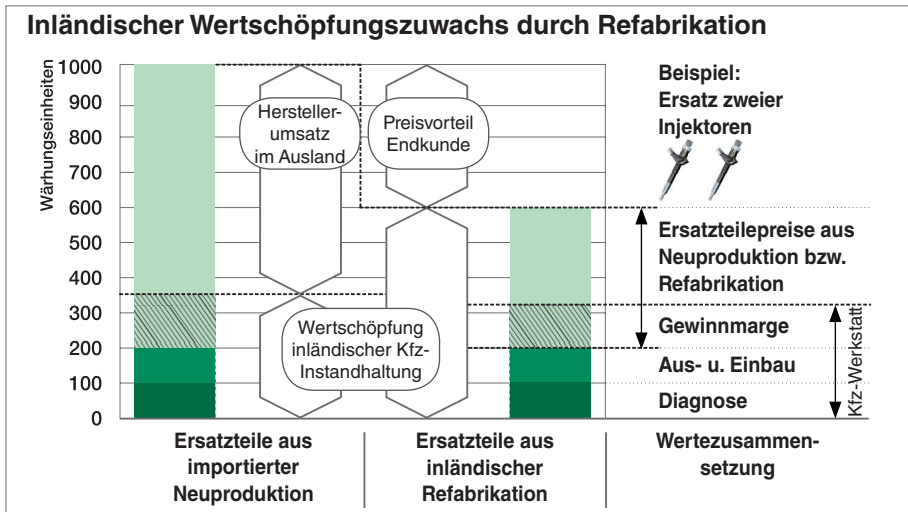 Inländischer Wertschöpfungszuwachs durch Refabrikation
Wärhungseinheiten
1000
900
800
700
600
500
400
300
200
100
0
Hersteller-
umsatz
im Ausland
Preisvorteil
Endkunde
Wertschöpfung
inländischer Kfz-
Instandhaltung
Beispiel:
Ersatz zweier
Injektoren
Ersatzteilepreise aus
Neuproduktion bzw.
Refabrikation
Gewinnmarge
Aus- u. Einbau
Diagnose
Kfz-Werkstatt
Ersatzteile aus
importierter
Neuproduktion
Ersatzteile aus
inländischer
Refabrikation
Wertezusammen-
setzung